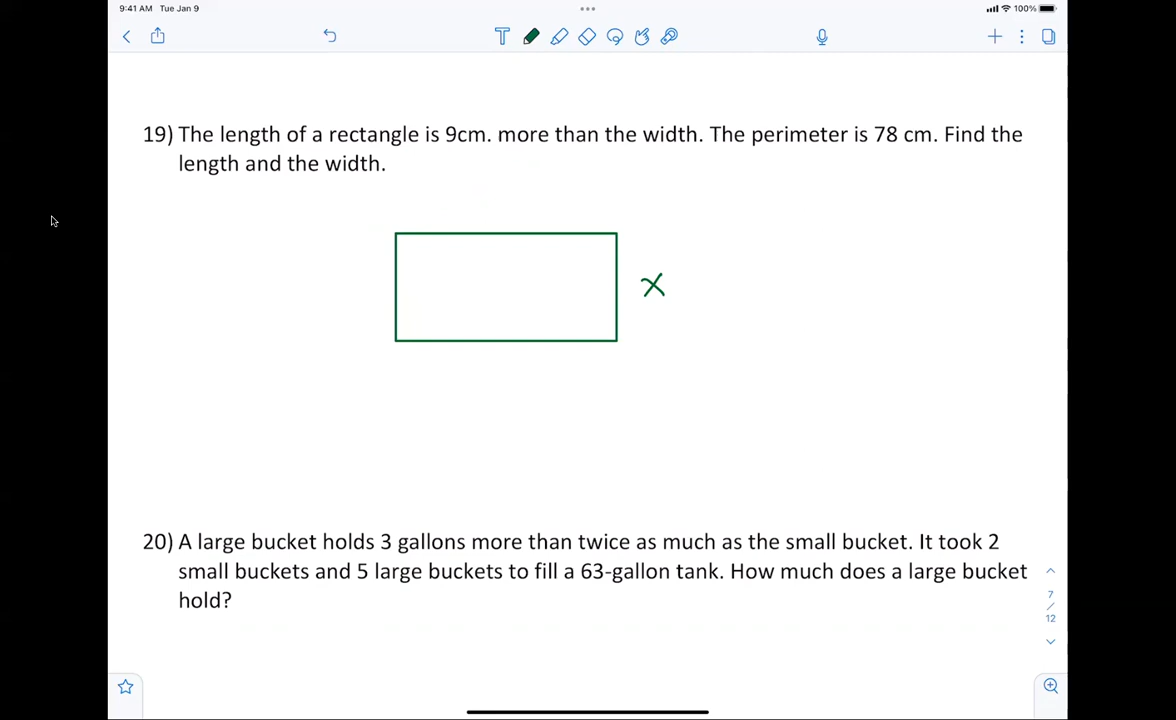 9:41 AM Tue Jan 9
100%
T
19) The length of a rectangle is 9cm. more than the width. The perimeter is 78 cm. Find the
length and the width.
x
20) A large bucket holds 3 gallons more than twice as much as the small bucket. It took 2
small buckets and 5 large buckets to fill a 63-gallon tank. How much does a large bucket
hold?
7
/
12